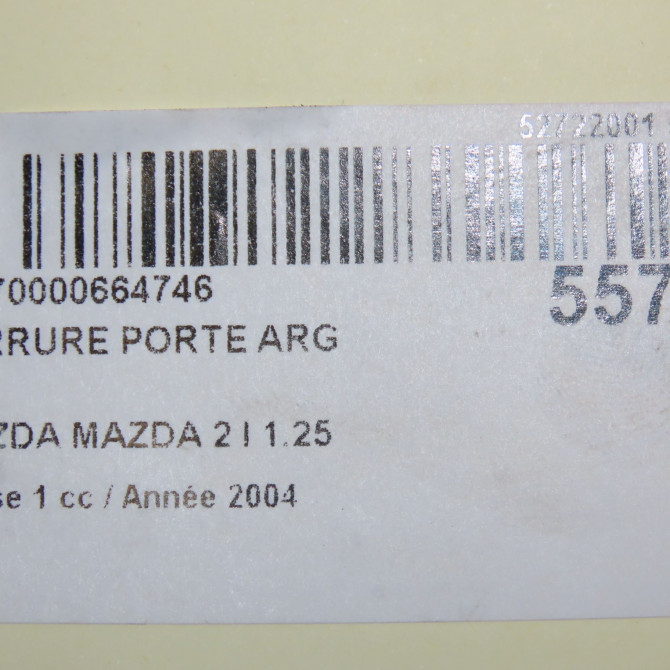 52722001
70000664746
557
RRURE PORTE ARG
ZDA MAZDA 2 I 1.25
se 1 cc / Année 2004